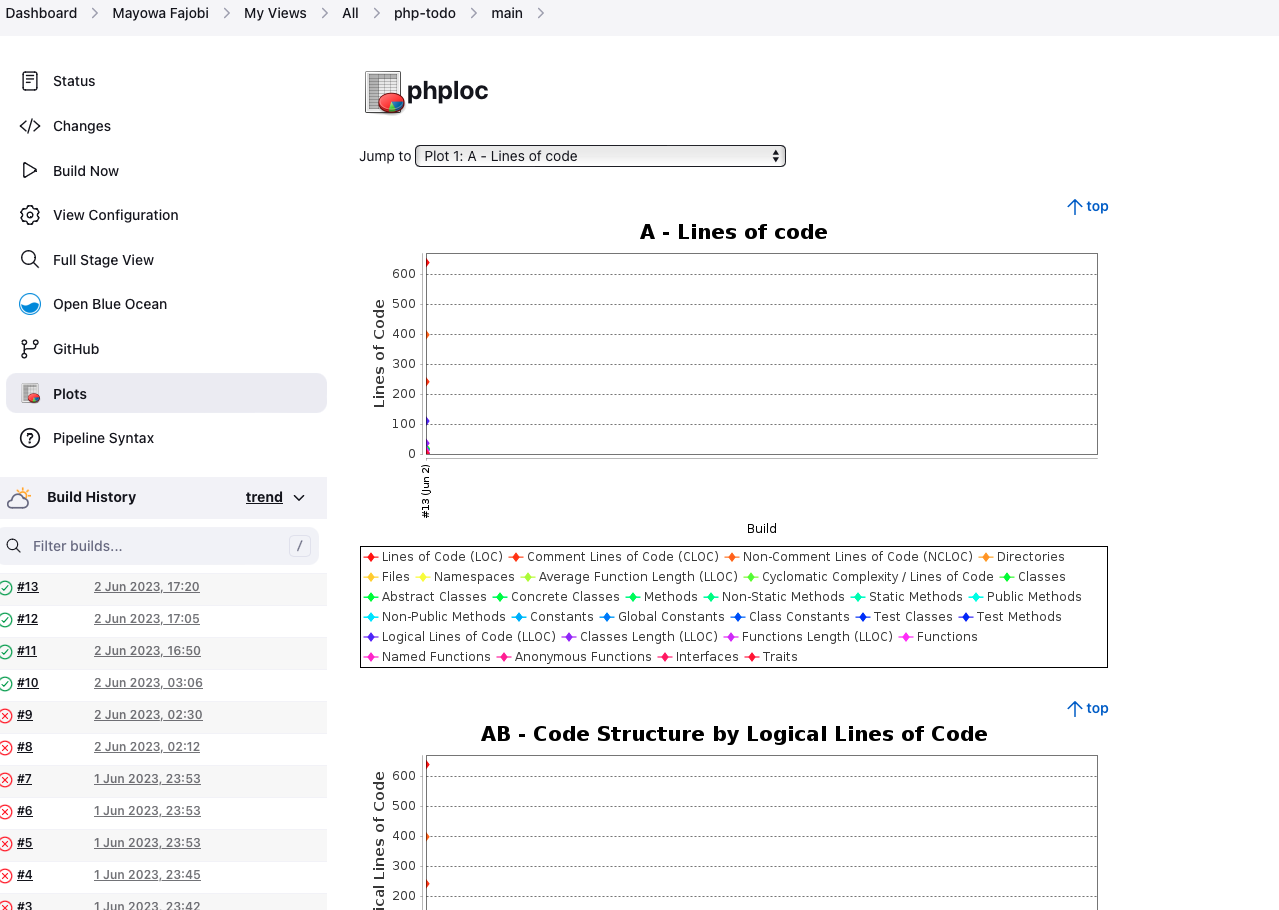 Dashboard > Mayowa Fajobi > My Views > All > php-todo > main >
Status
Changes
Build Now
View Configuration
Full Stage View
Open Blue Ocean
GitHub
Plots
Pipeline Syntax
Build History trend
Filter builds... /
#13 2 Jun 2023, 17:20
#12 2 Jun 2023, 17:05
#11 2 Jun 2023, 16:50
#10 2 Jun 2023, 03:06
#9 2 Jun 2023, 02:30
#8 2 Jun 2023, 02:12
#7 1 Jun 2023, 23:53
#6 1 Jun 2023, 23:53
#5 1 Jun 2023, 23:53
#4 1 Jun 2023, 23:45
#3 1 Jun 2023, 23:42
phploc
Jump to Plot 1: A - Lines of code
top
A - Lines of code
Lines of Code
600
500
400
300
200
100
0
#13 (Jun 2)
Build
Lines of Code (LOC) Comment Lines of Code (CLOC) Non-Comment Lines of Code (NCLOC) Directories
Files Namespaces Average Function Length (LLOC) Cyclomatic Complexity / Lines of Code Classes
Abstract Classes Concrete Classes Methods Non-Static Methods Static Methods Public Methods
Non-Public Methods Constants Global Constants Class Constants Test Classes Test Methods
Logical Lines of Code (LLOC) Classes Length (LLOC) Functions Length (LLOC) Functions
Named Functions Anonymous Functions Interfaces Traits
top
AB - Code Structure by Logical Lines of Code
ical Lines of Code
600
500
400
300
200